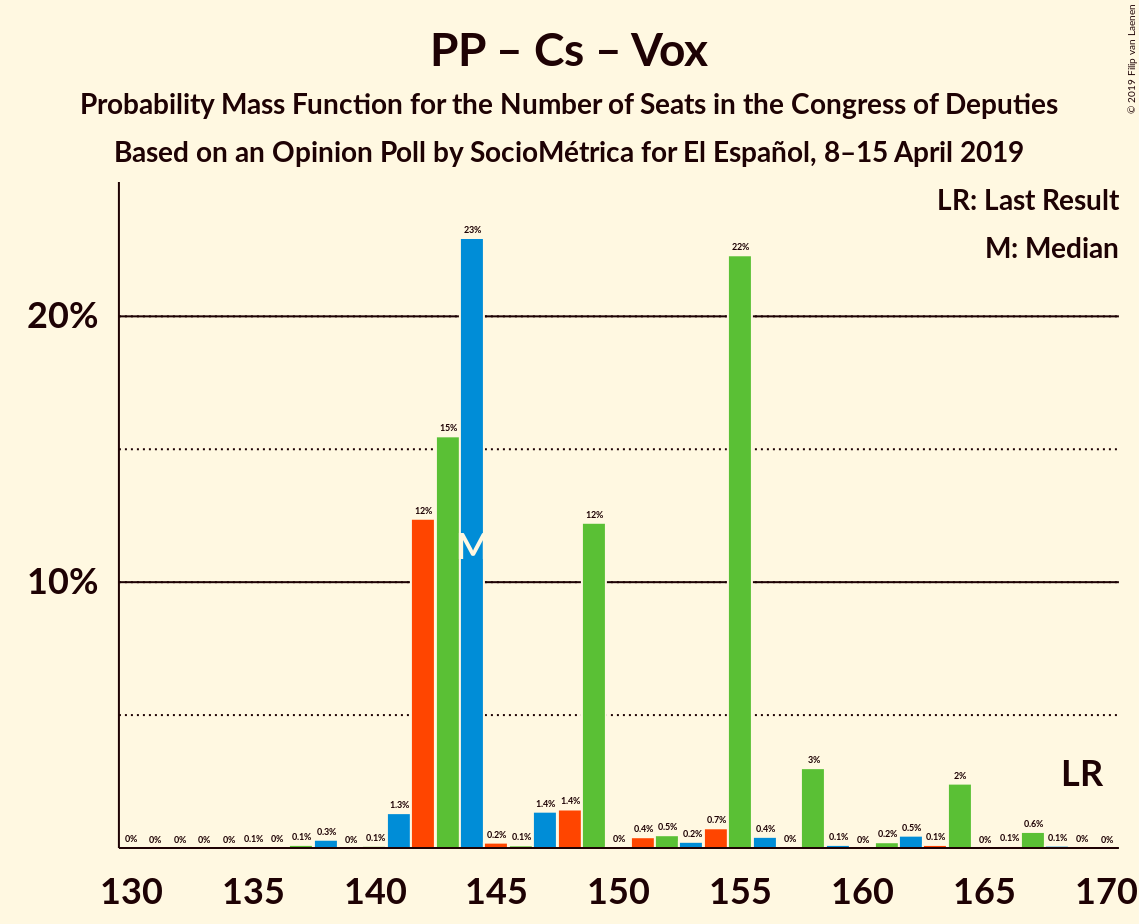 PP – Cs – Vox
Probability Mass Function for the Number of Seats in the Congress of Deputies
Based on an Opinion Poll by SocioMétrica for El Español, 8–15 April 2019
© 2019 Filip van Laenen
LR: Last Result
M: Median
20%
10%
0% 0% 0% 0% 0% 0.1% 0% 0.1% 0.3% 0% 0.1% 1.3% 12% 15% 23% 0.2% 0.1% 1.4% 1.4% 12% 0% 0.4% 0.5% 0.2% 0.7% 22% 0.4% 0% 3% 0.1% 0% 0.2% 0.5% 0.1% 2% 0% 0.1% 0.6% 0.1% 0% 0%
M
LR
130 135 140 145 150 155 160 165 170